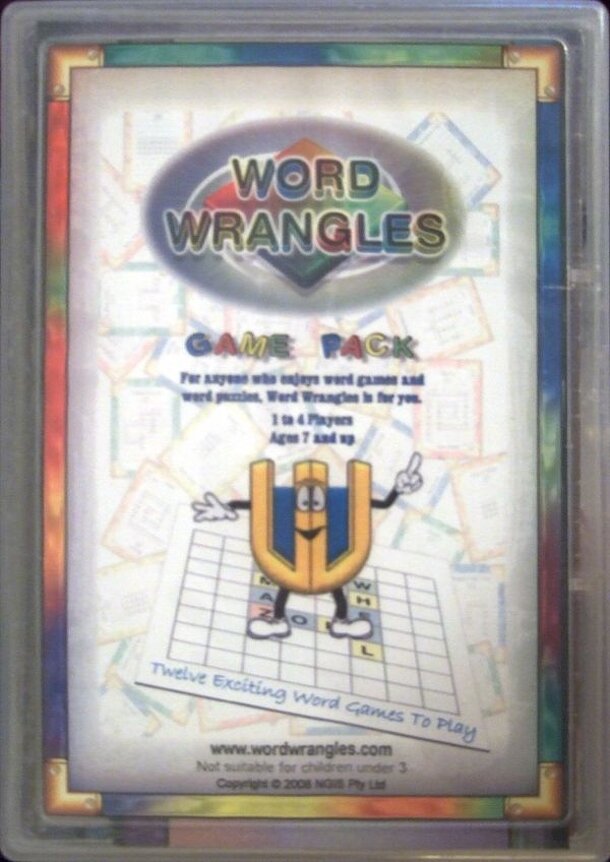 WORD
WRANGLES
GAME PACK
For anyone who enjoys word games and
word puzzles, Word Wrangles is for you.
1 to 4 Players
Ages 7 and up
W
H
L
Twelve Exciting Word Games To Play
www.wordwrangles.com
Not suitable for children under 3
Copyright © 2008 NGIS Pty Ltd